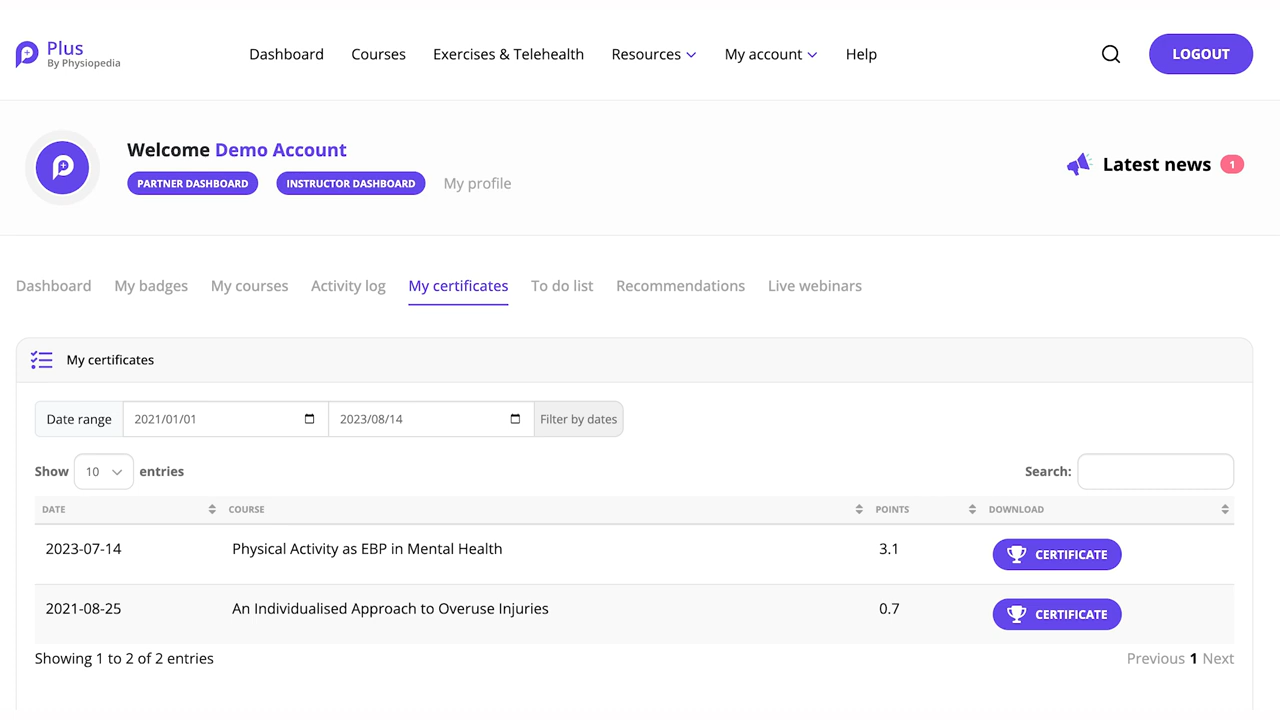 Plus
By Physiopedia
Dashboard Courses Exercises & Telehealth Resources My account Help LOGOUT
Welcome Demo Account
PARTNER DASHBOARD INSTRUCTOR DASHBOARD My profile
Latest news 1
Dashboard My badges My courses Activity log My certificates To do list Recommendations Live webinars
My certificates
Date range 2021/01/01 2023/08/14 Filter by dates
Show 10 entries Search:
DATE COURSE POINTS DOWNLOAD
2023-07-14 Physical Activity as EBP in Mental Health 3.1 CERTIFICATE
2021-08-25 An Individualised Approach to Overuse Injuries 0.7 CERTIFICATE
Showing 1 to 2 of 2 entries Previous 1 Next